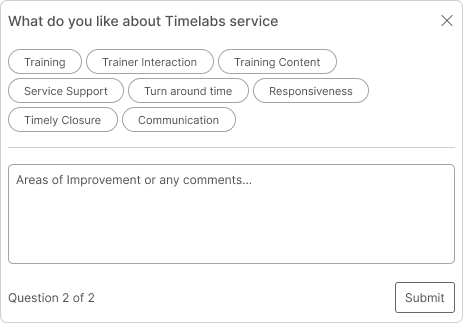 What do you like about Timelabs service
Training Trainer Interaction Training Content
Service Support Turn around time Responsiveness
Timely Closure Communication
Areas of Improvement or any comments...
Question 2 of 2 Submit